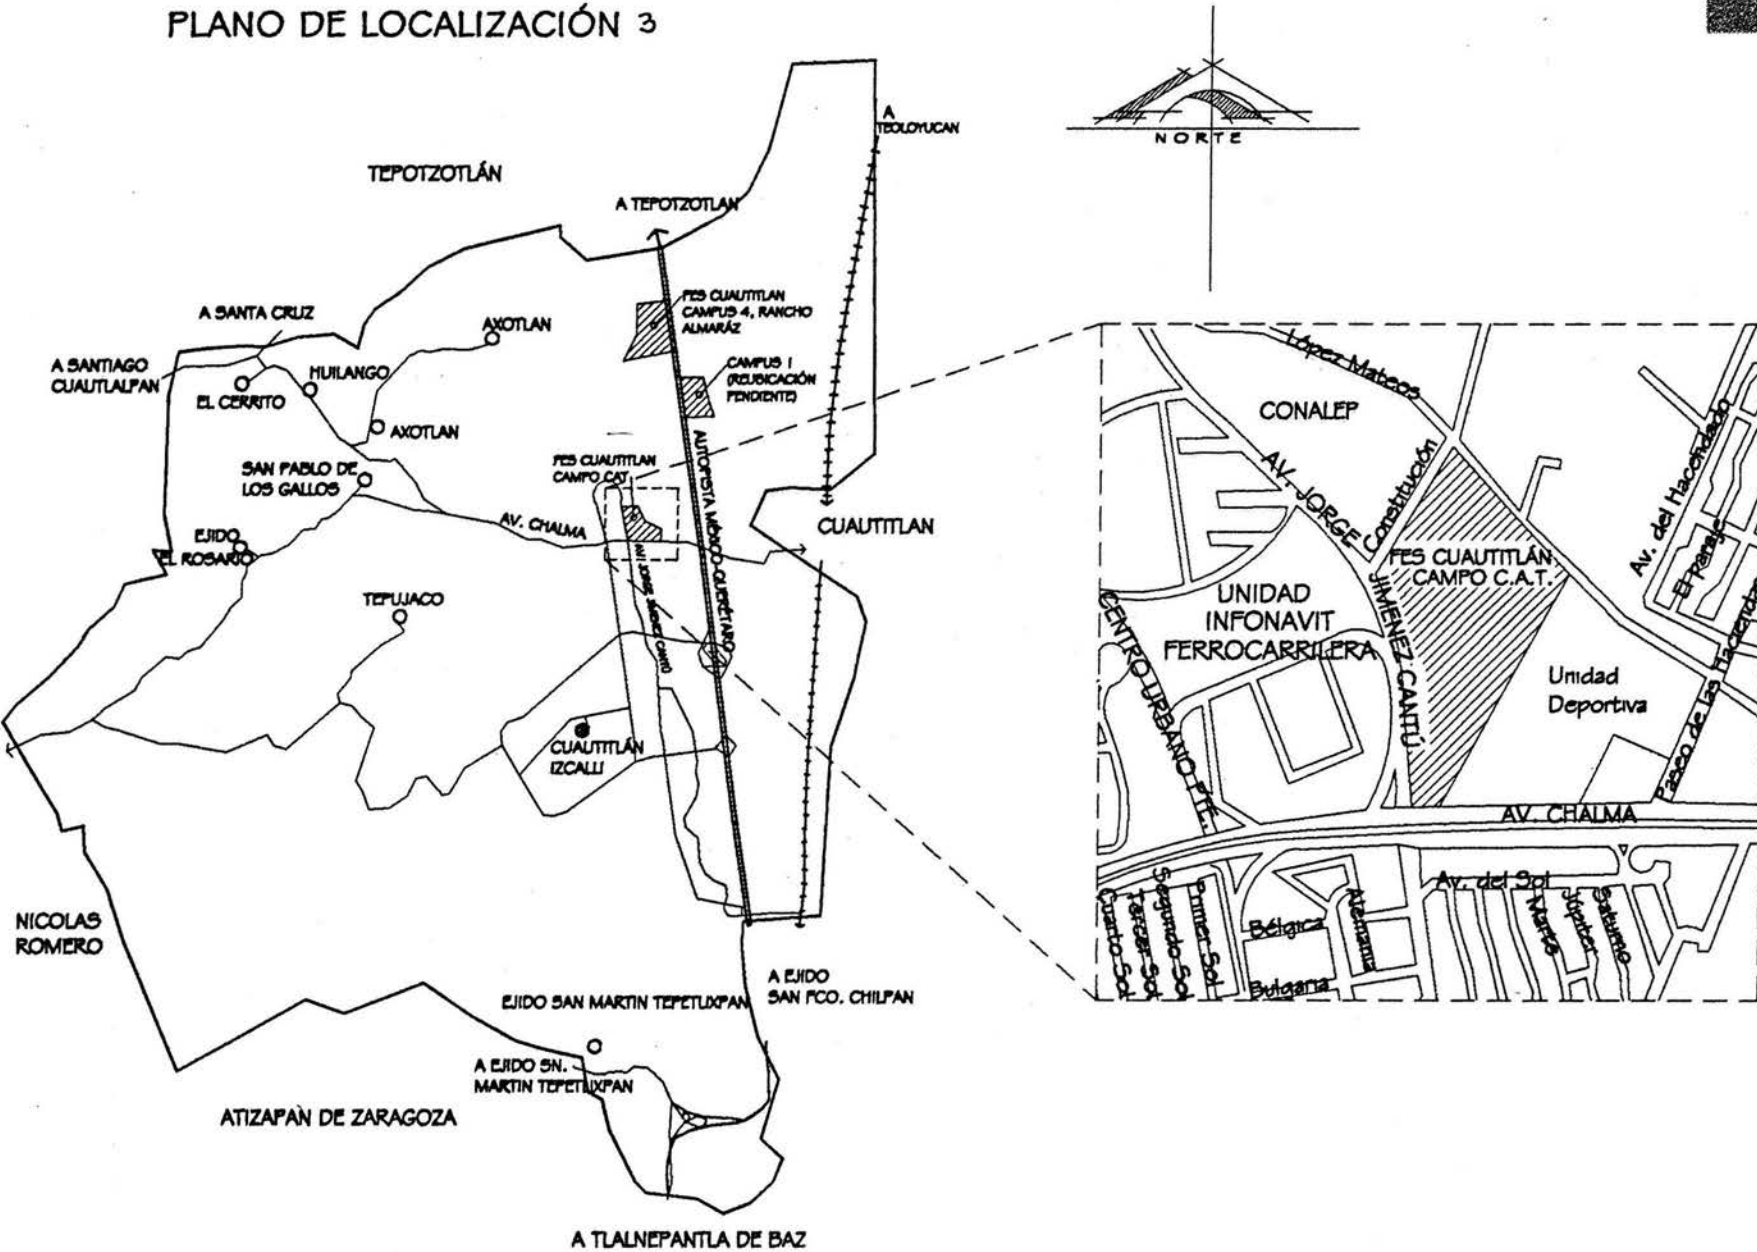 PLANO DE LOCALIZACIÓN 3
NORTE
A
TEOLOYUCAN
TEPOTZOTLÁN
A TEPOTZOTLAN
FES CUAUTITLAN
CAMPUS 4, RANCHO
ALMARÁZ
CAMPUS 1
(REUBICACIÓN
PENDIENTE)
A SANTA CRUZ
A SANTIAGO
CUAUTLALPAN
HUILANGO
EL CERRITO
AXOTLAN
AXOTLAN
SAN PABLO DE
LOS GALLOS
FES CUAUTITLAN
CAMPO CAT
AUTOPISTA MÉXICO-QUERÉTARO
AV. CHALMA
AV. JORGE JIMENEZ CANTÚ
CUAUTITLAN
EJIDO
EL ROSARIO
TEPUJACO
CUAUTITLÁN
IZCALLI
NICOLAS
ROMERO
A EJIDO
SAN FCO. CHILPAN
EJIDO SAN MARTIN TEPETLIXPAN
A EJIDO SN.
MARTIN TEPETLIXPAN
ATIZAPAN DE ZARAGOZA
A TLALNEPANTLA DE BAZ
López Mateos
CONALEP
AV. JORGE
JIMENEZ CANTÚ
Constitución
FES CUAUTITLÁN
CAMPO C.A.T.
Av. del Hacendado
El Paraje
Paseo de las Haciendas
UNIDAD
INFONAVIT
FERROCARRILERA
CENTRO URBANO PTE.
Unidad
Deportiva
AV. CHALMA
Av. del Sol
Cuarto Sol
Tercer Sol
Segundo Sol
Primer Sol
Bélgica
Bulgaria
Alemania
Marte
Júpiter
Saturno